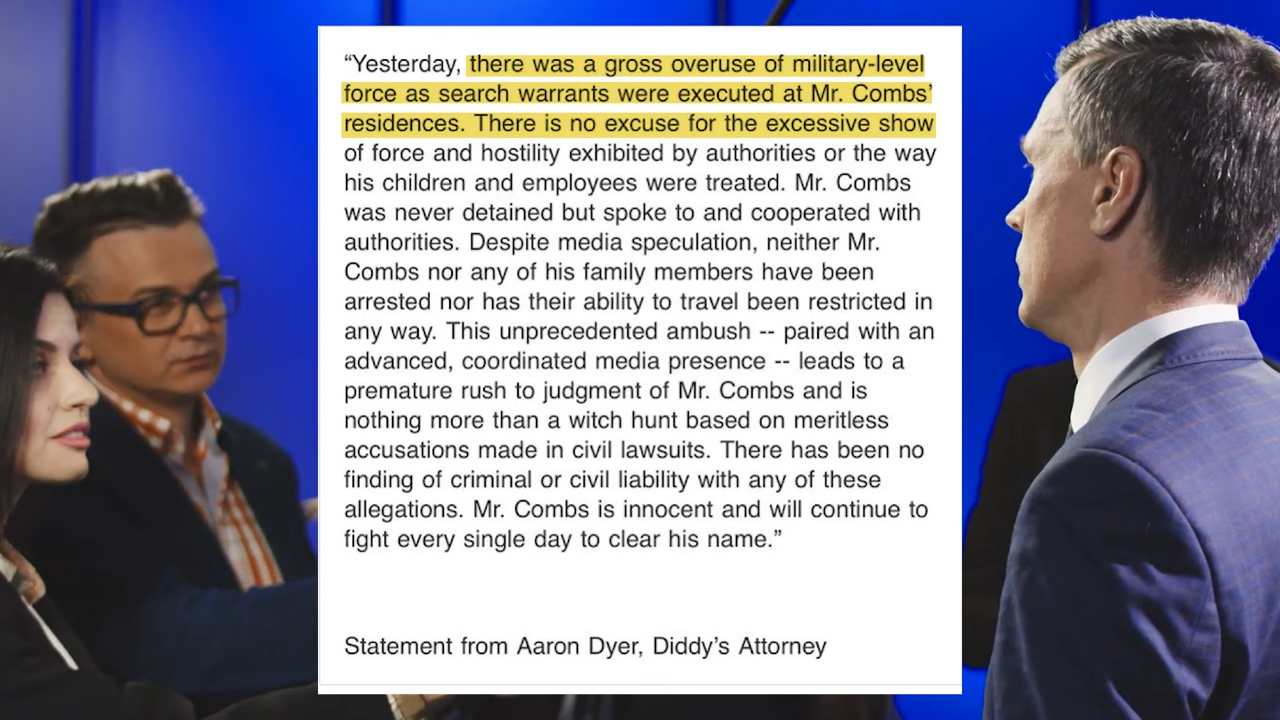 “Yesterday, there was a gross overuse of military-level
force as search warrants were executed at Mr. Combs’
residences. There is no excuse for the excessive show
of force and hostility exhibited by authorities or the way
his children and employees were treated. Mr. Combs
was never detained but spoke to and cooperated with
authorities. Despite media speculation, neither Mr.
Combs nor any of his family members have been
arrested nor has their ability to travel been restricted in
any way. This unprecedented ambush -- paired with an
advanced, coordinated media presence -- leads to a
premature rush to judgment of Mr. Combs and is
nothing more than a witch hunt based on meritless
accusations made in civil lawsuits. There has been no
finding of criminal or civil liability with any of these
allegations. Mr. Combs is innocent and will continue to
fight every single day to clear his name.”
Statement from Aaron Dyer, Diddy’s Attorney